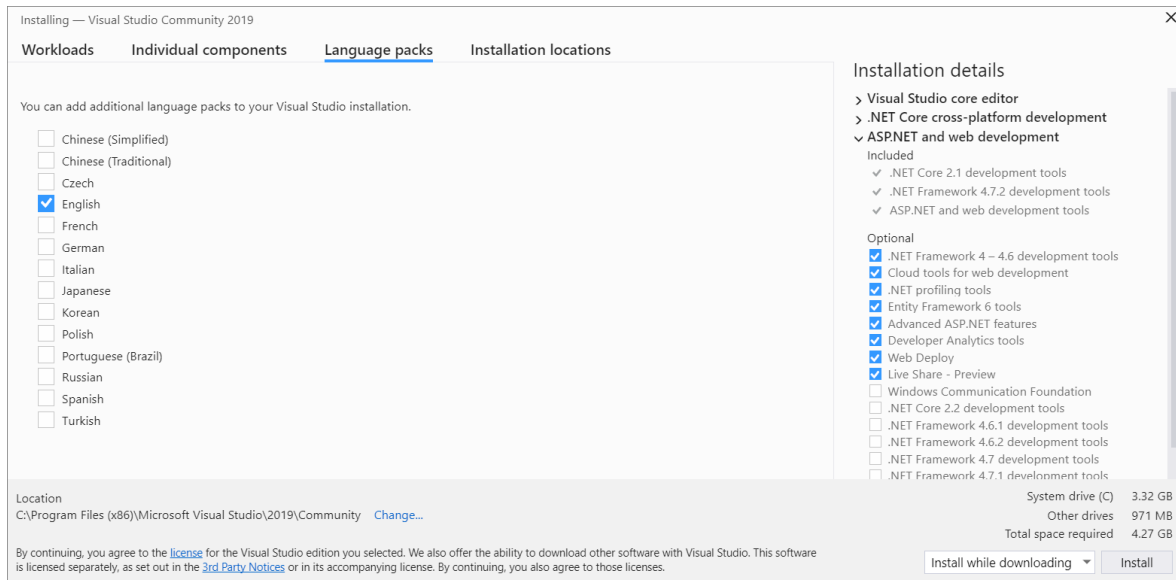 Installing — Visual Studio Community 2019
Workloads
Individual components
Language packs
Installation locations
You can add additional language packs to your Visual Studio installation.
Chinese (Simplified)
Chinese (Traditional)
Czech
English
French
German
Italian
Japanese
Korean
Polish
Portuguese (Brazil)
Russian
Spanish
Turkish
Installation details
Visual Studio core editor
.NET Core cross-platform development
ASP.NET and web development
Included
.NET Core 2.1 development tools
.NET Framework 4.7.2 development tools
ASP.NET and web development tools
Optional
.NET Framework 4 – 4.6 development tools
Cloud tools for web development
.NET profiling tools
Entity Framework 6 tools
Advanced ASP.NET features
Developer Analytics tools
Web Deploy
Live Share - Preview
Windows Communication Foundation
.NET Core 2.2 development tools
.NET Framework 4.6.1 development tools
.NET Framework 4.6.2 development tools
.NET Framework 4.7 development tools
.NET Framework 4.7.1 development tools
Location
C:\Program Files (x86)\Microsoft Visual Studio\2019\Community Change...
System drive (C) 3.32 GB
Other drives 971 MB
Total space required 4.27 GB
By continuing, you agree to the license for the Visual Studio edition you selected. We also offer the ability to download other software with Visual Studio. This software
is licensed separately, as set out in the 3rd Party Notices or in its accompanying license. By continuing, you also agree to those licenses.
Install while downloading
Install